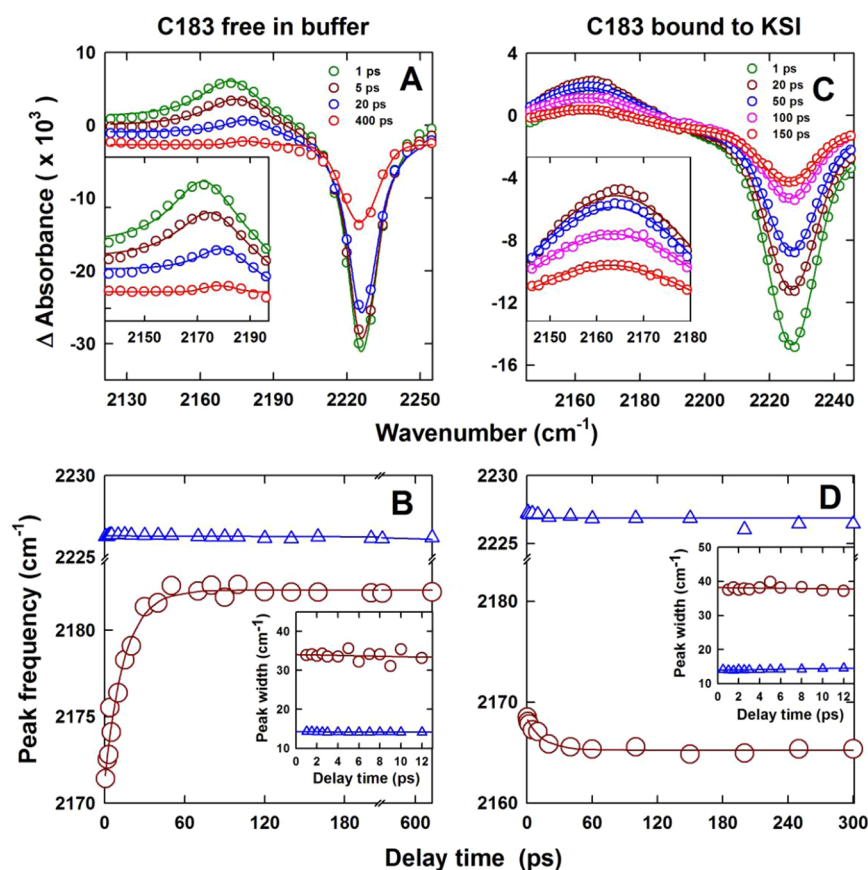 C183 free in buffer
C183 bound to KSI
Δ Absorbance ( x 10³)
10
0
-10
-20
-30
A
1 ps
5 ps
20 ps
400 ps
2150 2170 2190
2130 2160 2190 2220 2250
4
0
-4
-8
-12
-16
C
1 ps
20 ps
50 ps
100 ps
150 ps
2150 2160 2170 2180
2160 2180 2200 2220 2240
Wavenumber (cm⁻¹)
Peak frequency (cm⁻¹)
2230
2225
2182
2175
2170
B
Peak width (cm⁻¹)
40
30
20
10
0 2 4 6 8 10 12
Delay time (ps)
0 60 120 180 600
2230
2225
2180
2170
2160
D
Peak width (cm⁻¹)
50
40
30
20
10
2 4 6 8 10 12
Delay time (ps)
0 60 120 180 240 300
Delay time (ps)